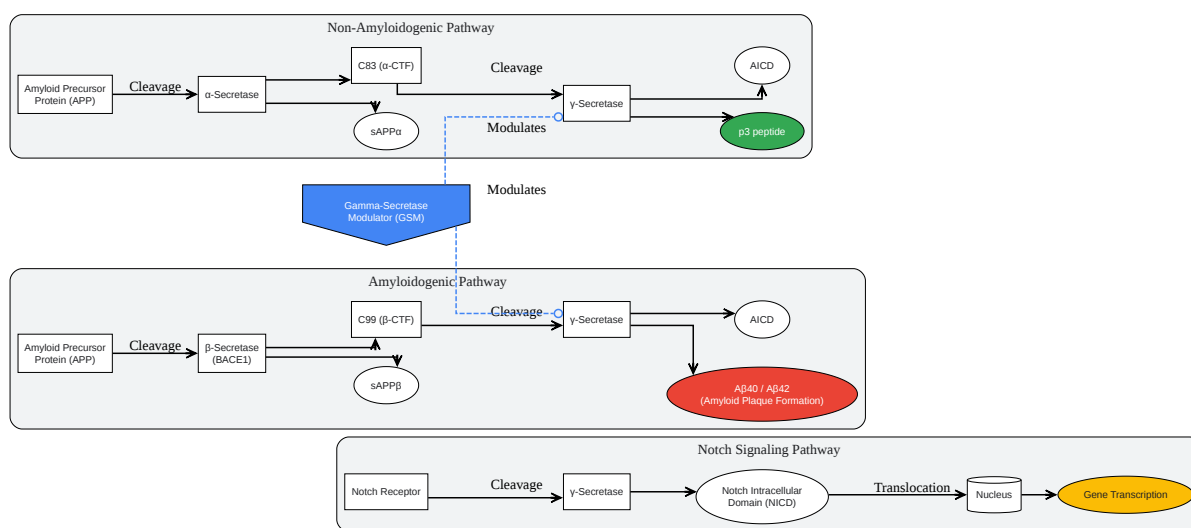 Non-Amyloidogenic Pathway
Amyloid Precursor
Protein (APP)
Cleavage
α-Secretase
C83 (α-CTF)
sAPPα
Cleavage
γ-Secretase
Modulates
AICD
p3 peptide
Gamma-Secretase
Modulator (GSM)
Modulates
Amyloidogenic Pathway
Amyloid Precursor
Protein (APP)
Cleavage
β-Secretase
(BACE1)
C99 (β-CTF)
sAPPβ
Cleavage
γ-Secretase
AICD
Aβ40 / Aβ42
(Amyloid Plaque Formation)
Notch Signaling Pathway
Notch Receptor
Cleavage
γ-Secretase
Notch Intracellular
Domain (NICD)
Translocation
Nucleus
Gene Transcription